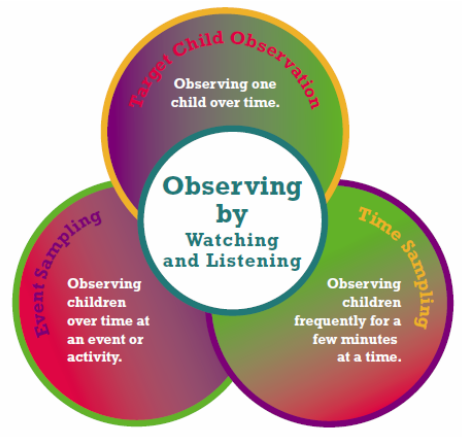 Target Child Observation
Observing one
child over time.
Observing
by
Watching
and Listening
Event Sampling
Observing
children
over time at
an event or
activity.
Time Sampling
Observing
children
frequently for a
few minutes
at a time.